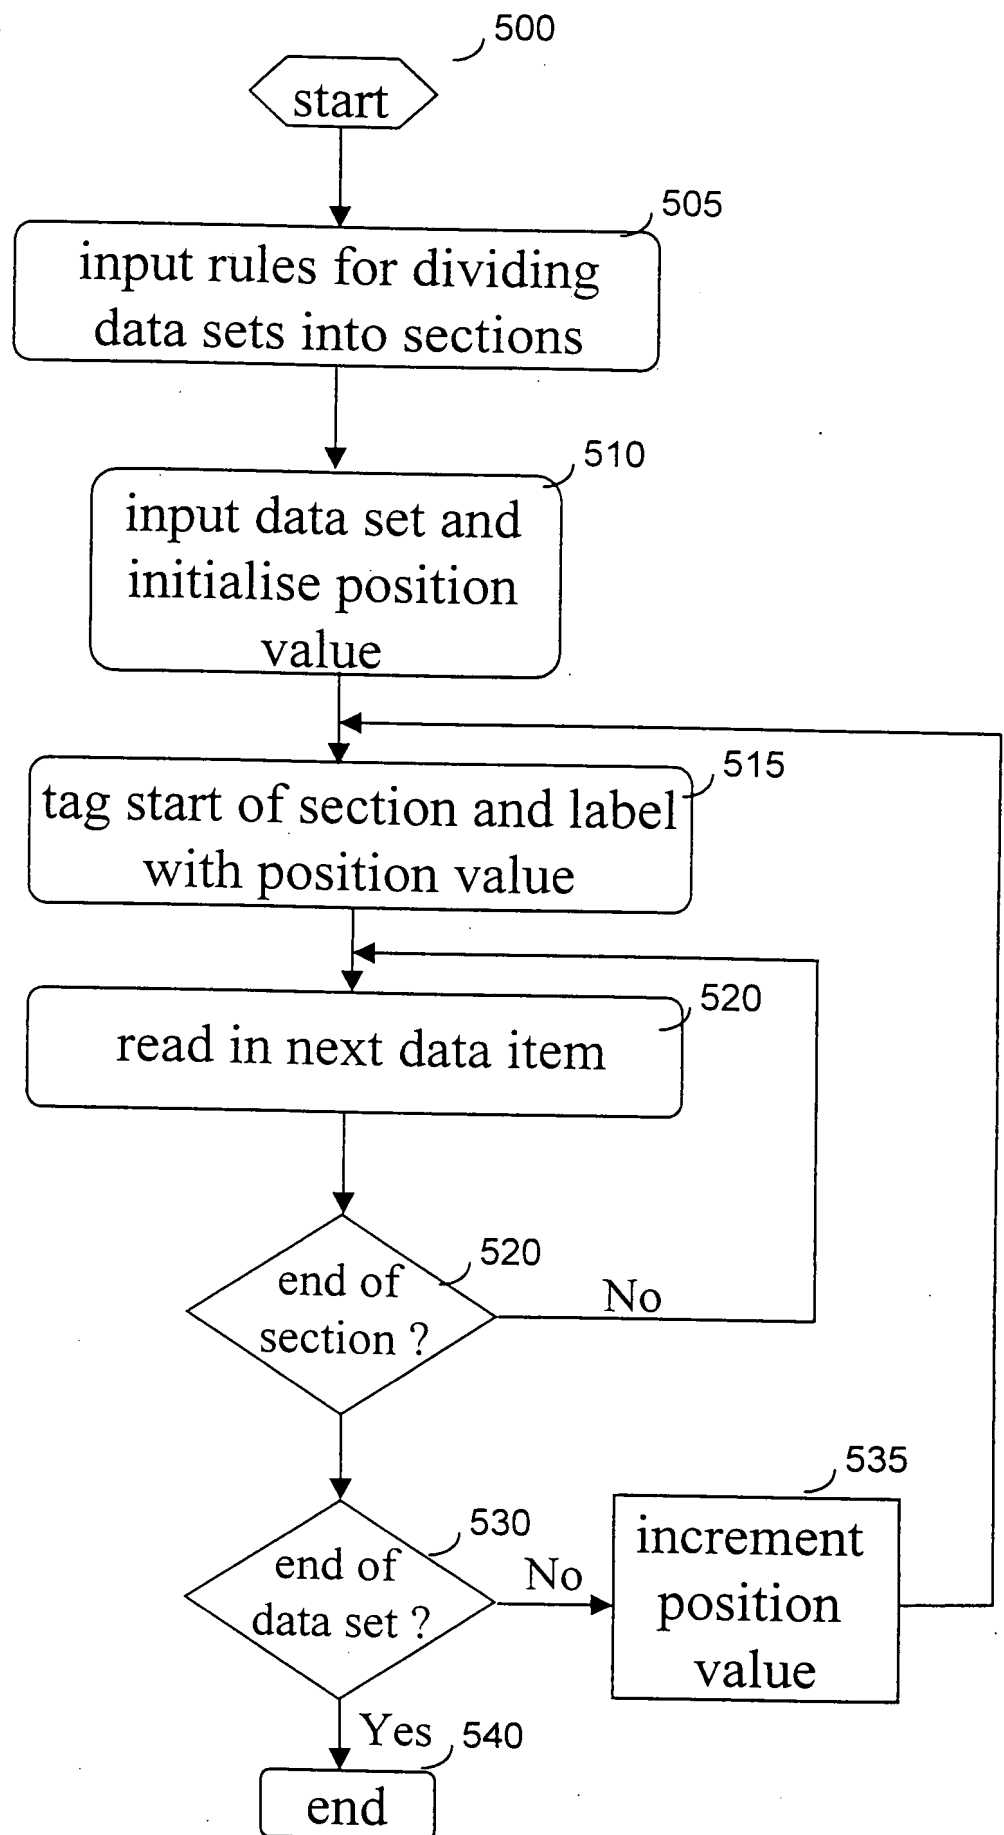 500
start
505
input rules for dividing
data sets into sections
510
input data set and
initialise position
value
515
tag start of section and label
with position value
520
read in next data item
520
end of
section ?
No
530
end of
data set ?
No
535
increment
position
value
Yes
540
end